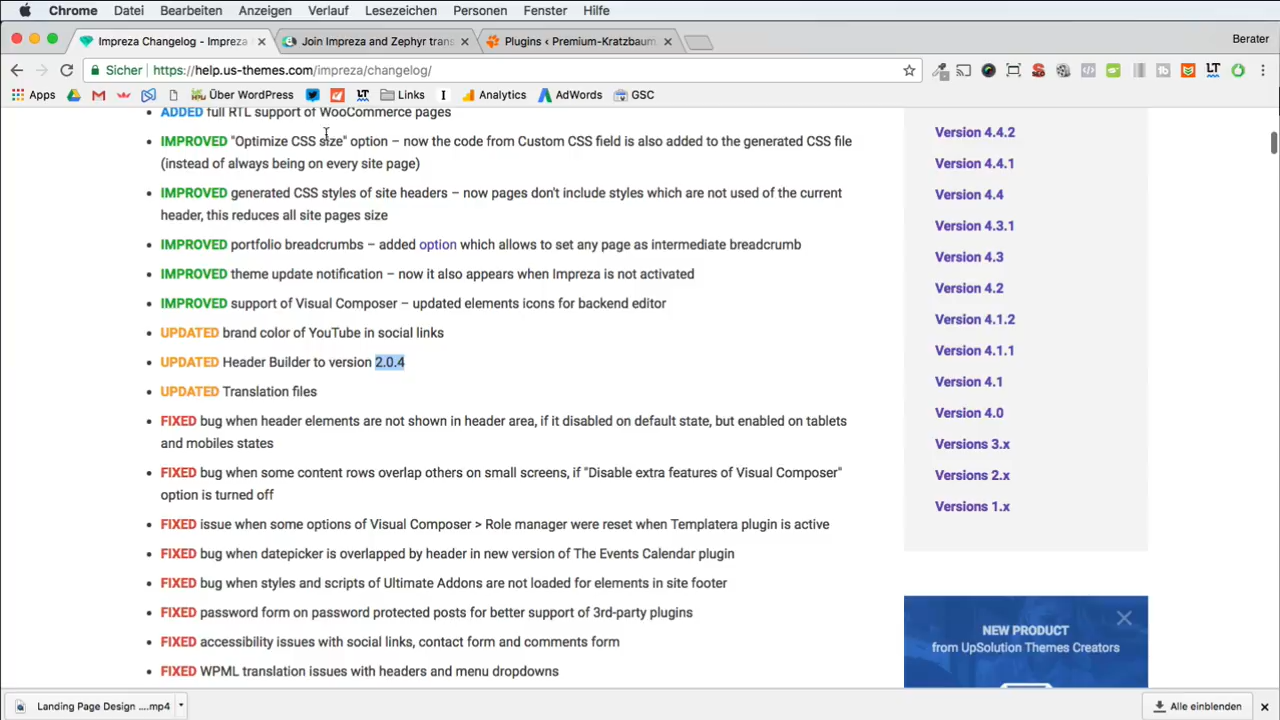 Chrome Datei Bearbeiten Anzeigen Verlauf Lesezeichen Personen Fenster Hilfe
Impreza Changelog - Impreza Join Impreza and Zephyr tran Plugins ‹ Premium-Kratzbaum Berater
Sicher https://help.us-themes.com/impreza/changelog/
Apps Über WordPress LT Links I Analytics AdWords GSC
ADDED full RTL support of WooCommerce pages
IMPROVED "Optimize CSS size" option – now the code from Custom CSS field is also added to the generated CSS file
(instead of always being on every site page)
IMPROVED generated CSS styles of site headers – now pages don't include styles which are not used of the current
header, this reduces all site pages size
IMPROVED portfolio breadcrumbs – added option which allows to set any page as intermediate breadcrumb
IMPROVED theme update notification – now it also appears when Impreza is not activated
IMPROVED support of Visual Composer – updated elements icons for backend editor
UPDATED brand color of YouTube in social links
UPDATED Header Builder to version 2.0.4
UPDATED Translation files
FIXED bug when header elements are not shown in header area, if it disabled on default state, but enabled on tablets
and mobiles states
FIXED bug when some content rows overlap others on small screens, if "Disable extra features of Visual Composer"
option is turned off
FIXED issue when some options of Visual Composer > Role manager were reset when Templatera plugin is active
FIXED bug when datepicker is overlapped by header in new version of The Events Calendar plugin
FIXED bug when styles and scripts of Ultimate Addons are not loaded for elements in site footer
FIXED password form on password protected posts for better support of 3rd-party plugins
FIXED accessibility issues with social links, contact form and comments form
FIXED WPML translation issues with headers and menu dropdowns
Version 4.4.2
Version 4.4.1
Version 4.4
Version 4.3.1
Version 4.3
Version 4.2
Version 4.1.2
Version 4.1.1
Version 4.1
Version 4.0
Versions 3.x
Versions 2.x
Versions 1.x
NEW PRODUCT
from UpSolution Themes Creators
Landing Page Design ....mp4 Alle einblenden